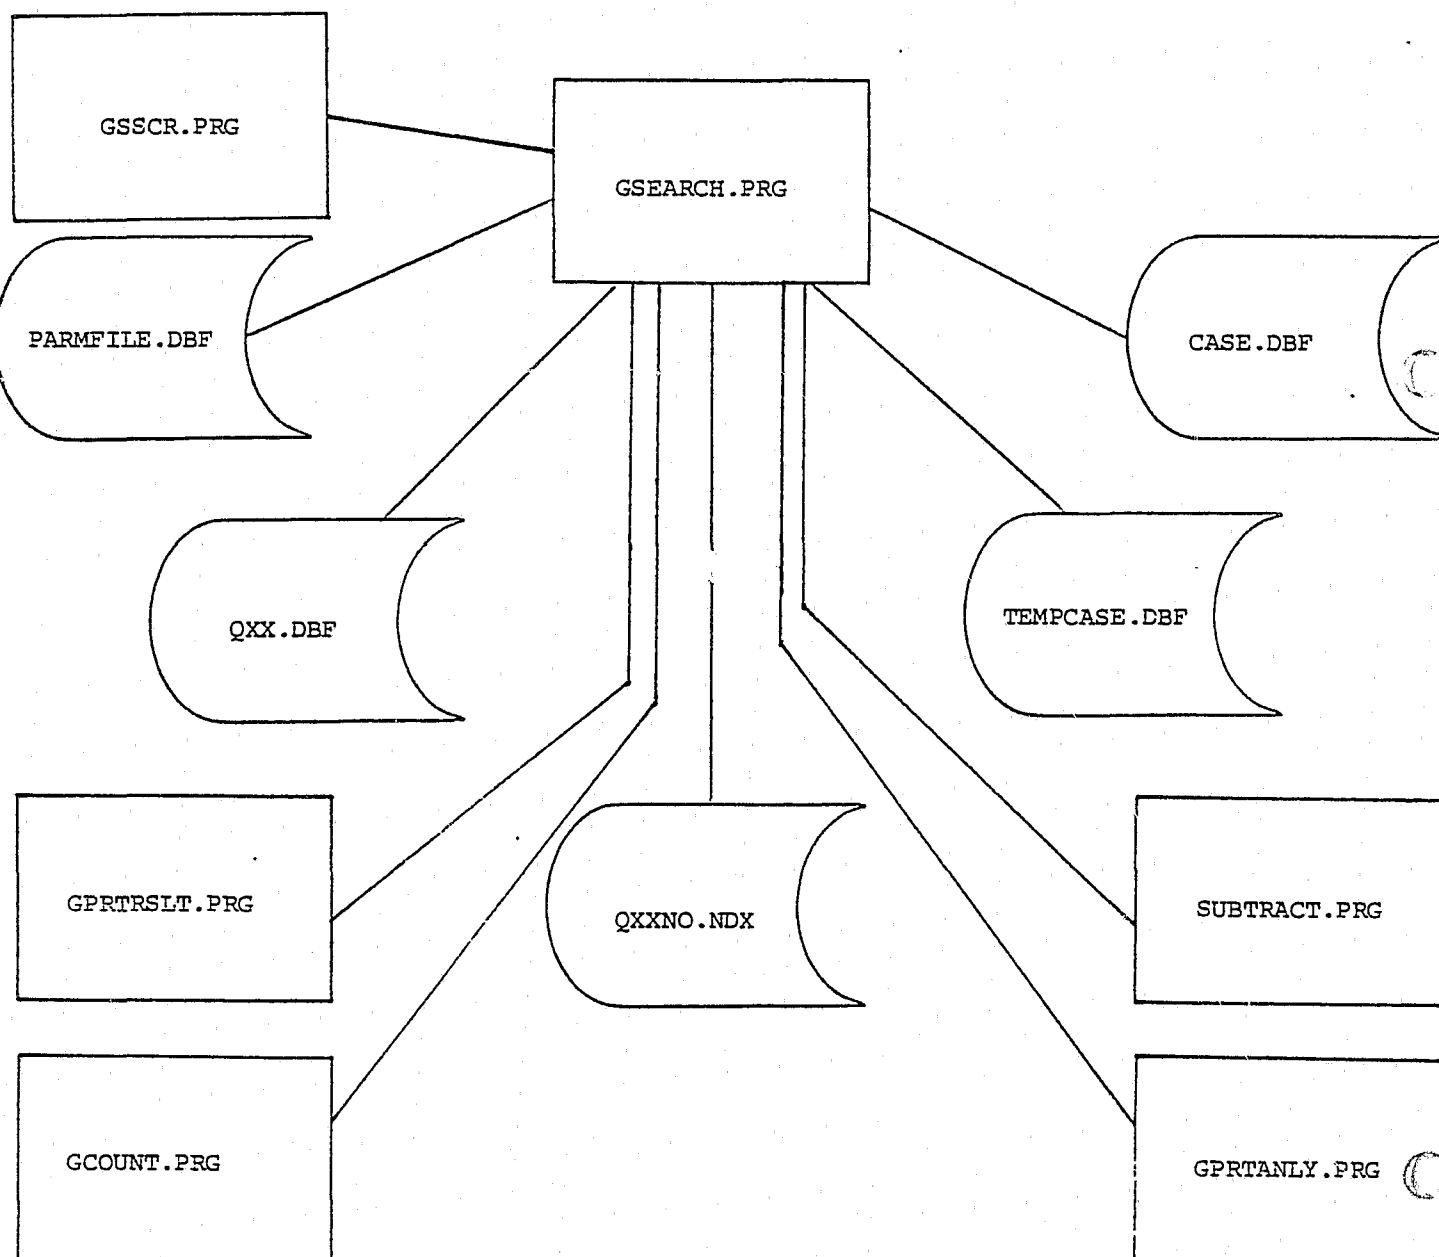 GSSCR.PRG
GSEARCH.PRG
PARMFILE.DBF
CASE.DBF
QXX.DBF
TEMPCASE.DBF
GPRTRSLT.PRG
QXXNO.NDX
SUBTRACT.PRG
GCOUNT.PRG
GPRTANLY.PRG